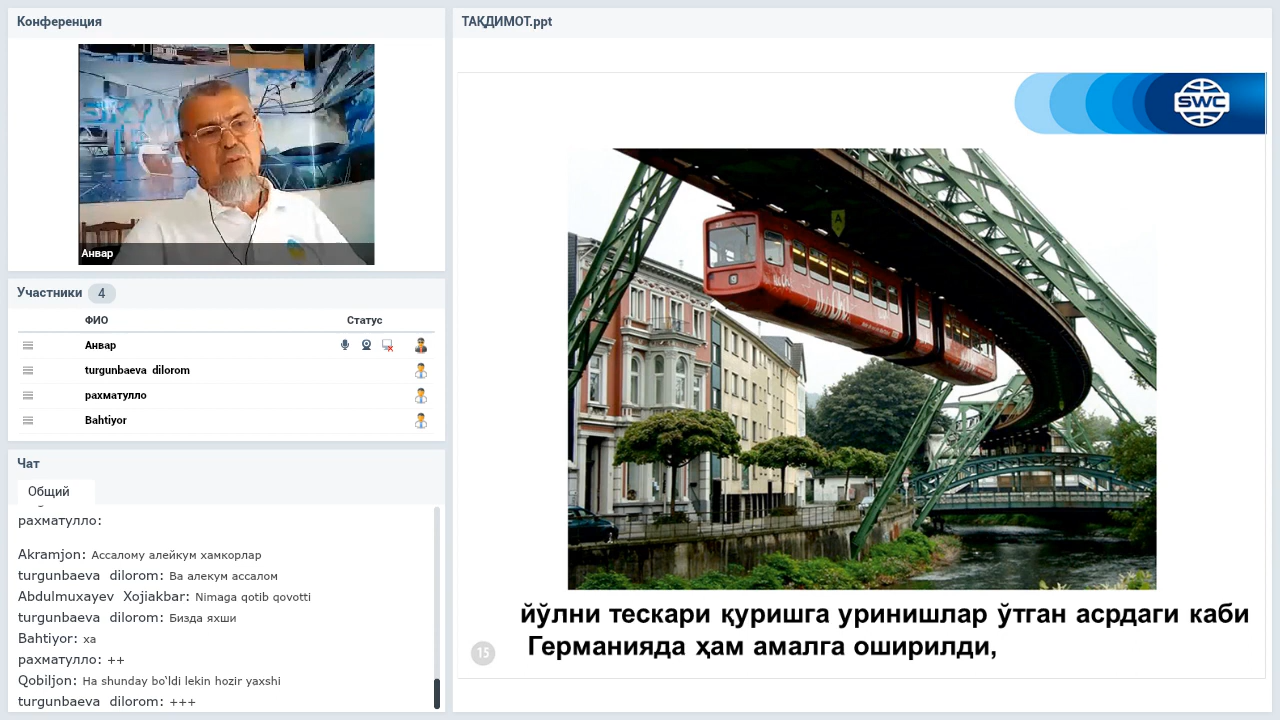 Конференция
Анвар
Участники 4
ФИО Статус
Анвар
turgunbaeva dilorom
рахматулло
Bahtiyor
Чат
Общий
рахматулло:
Akramjon: Ассалому алейкум хамкорлар
turgunbaeva dilorom: Ва алекум ассалом
Abdulmuxayev Xojiakbar: Nimaga qotib qovotti
turgunbaeva dilorom: Бизда яхши
Bahtiyor: ха
рахматулло: ++
Qobiljon: Ha shunday bo'ldi lekin hozir yaxshi
turgunbaeva dilorom: +++
ТАҚДИМОТ.ppt
SWC
A
9
йўлни тескари қуришга уринишлар ўтган асрдаги каби
Германияда ҳам амалга оширилди,
15